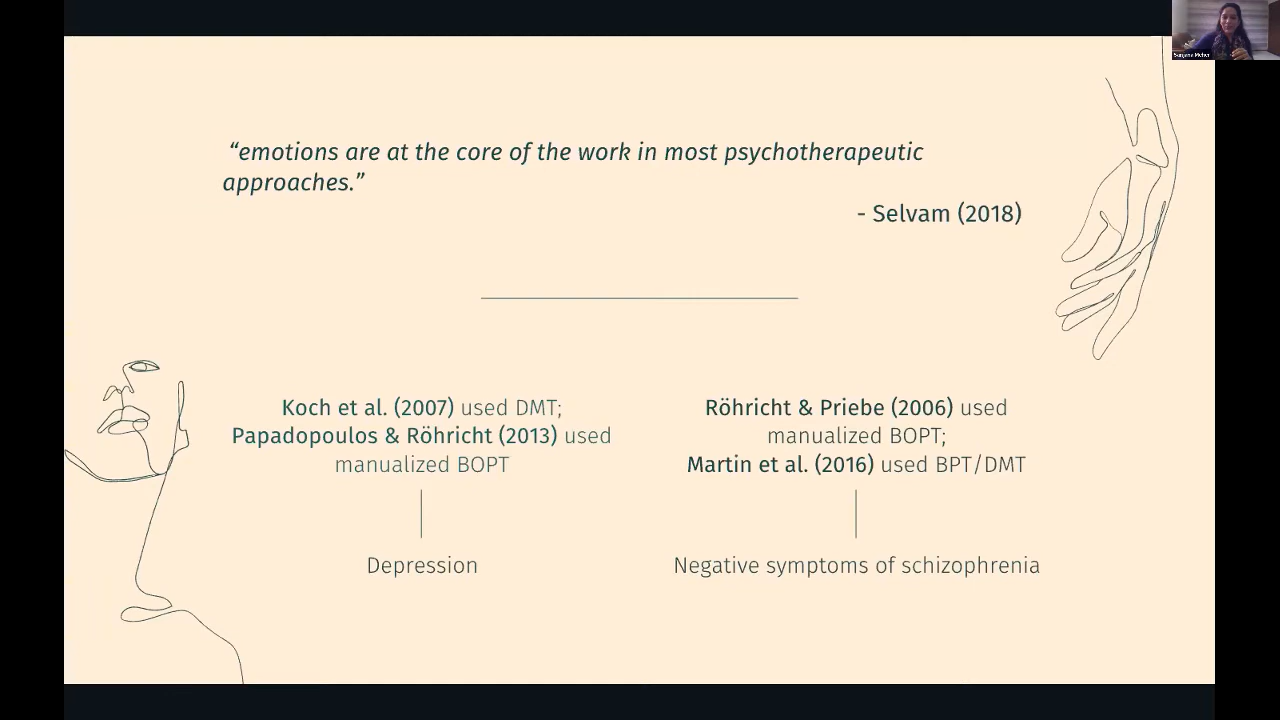 Sanjana Meher
“emotions are at the core of the work in most psychotherapeutic
approaches.”
- Selvam (2018)
Koch et al. (2007) used DMT;
Papadopoulos & Röhricht (2013) used
manualized BOPT
Depression
Röhricht & Priebe (2006) used
manualized BOPT;
Martin et al. (2016) used BPT/DMT
Negative symptoms of schizophrenia